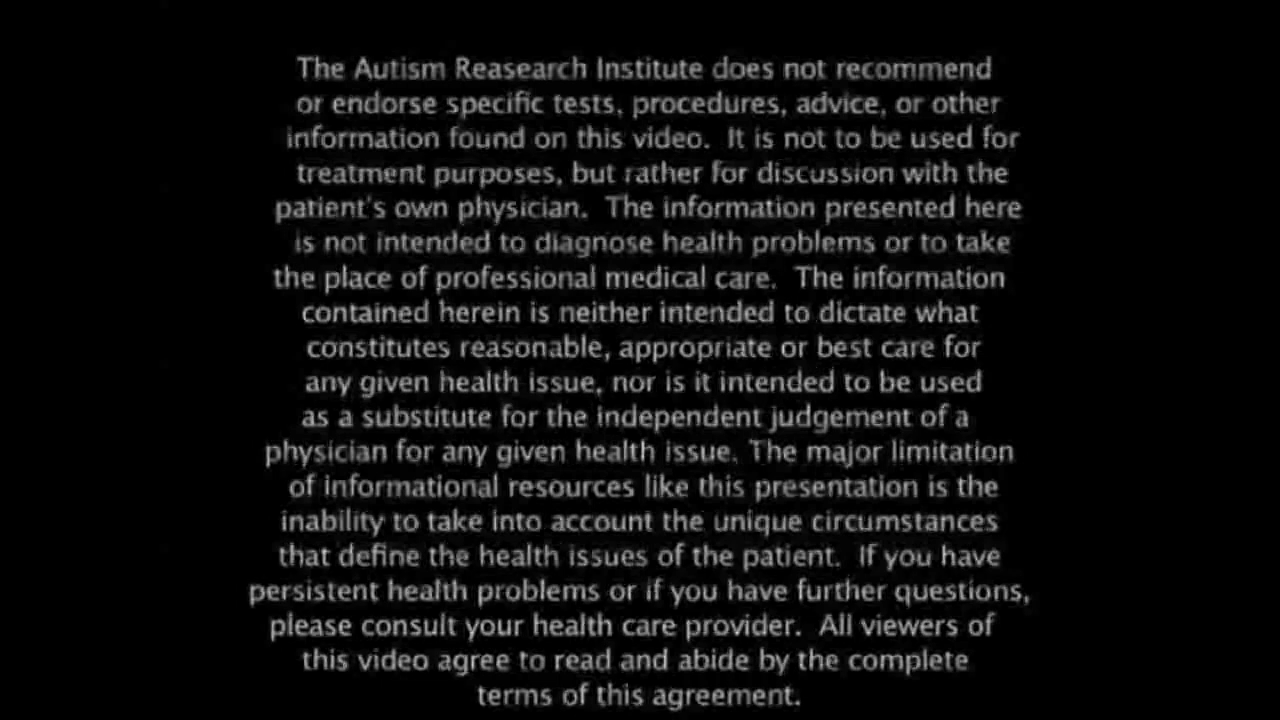 The Autism Reasearch Institute does not recommend
or endorse specific tests, procedures, advice, or other
information found on this video. It is not to be used for
treatment purposes, but rather for discussion with the
patient's own physician. The information presented here
is not intended to diagnose health problems or to take
the place of professional medical care. The information
contained herein is neither intended to dictate what
constitutes reasonable, appropriate or best care for
any given health issue, nor is it intended to be used
as a substitute for the independent judgement of a
physician for any given health issue. The major limitation
of informational resources like this presentation is the
inability to take into account the unique circumstances
that define the health issues of the patient. If you have
persistent health problems or if you have further questions,
please consult your health care provider. All viewers of
this video agree to read and abide by the complete
terms of this agreement.